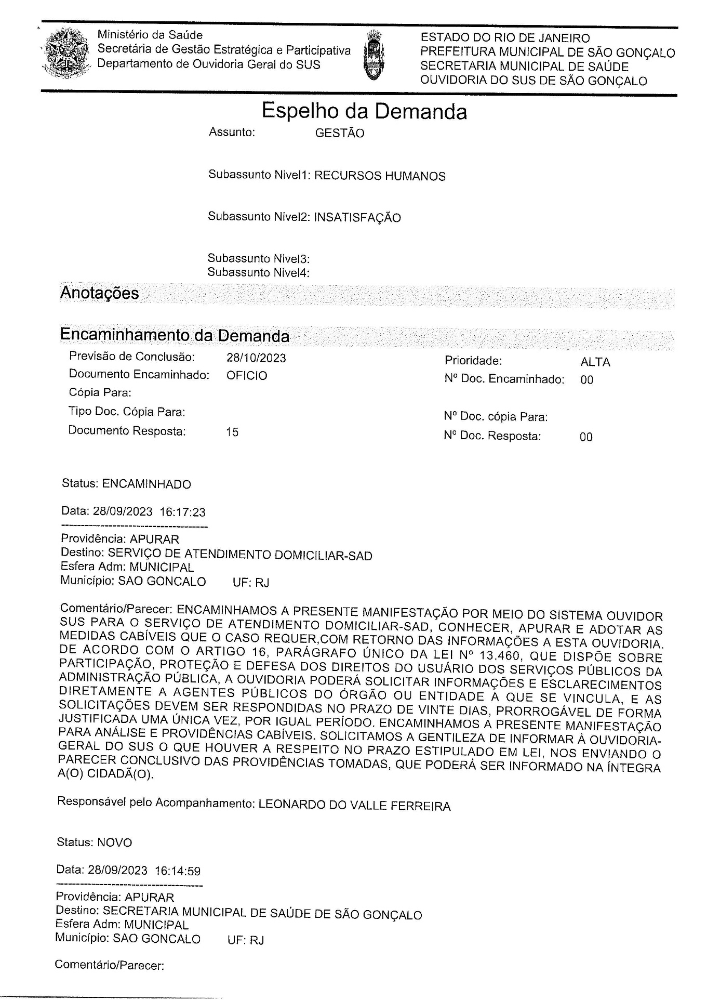 Ministério da Saúde
Secretária de Gestão Estratégica e Participativa
Departamento de Ouvidoria Geral do SUS
ESTADO DO RIO DE JANEIRO
PREFEITURA MUNICIPAL DE SÃO GONÇALO
SECRETARIA MUNICIPAL DE SAÚDE
OUVIDORIA DO SUS DE SÃO GONÇALO
Espelho da Demanda
Assunto: GESTÃO
Subassunto Nivel1: RECURSOS HUMANOS
Subassunto Nivel2: INSATISFAÇÃO
Subassunto Nivel3:
Subassunto Nivel4:
Anotações
Encaminhamento da Demanda
Previsão de Conclusão: 28/10/2023 Prioridade: ALTA
Documento Encaminhado: OFICIO Nº Doc. Encaminhado: 00
Cópia Para:
Tipo Doc. Cópia Para: Nº Doc. cópia Para:
Documento Resposta: 15 Nº Doc. Resposta: 00
Status: ENCAMINHADO
Data: 28/09/2023 16:17:23
--------------------------------------
Providência: APURAR
Destino: SERVIÇO DE ATENDIMENTO DOMICILIAR-SAD
Esfera Adm: MUNICIPAL
Município: SAO GONCALO UF: RJ
Comentário/Parecer: ENCAMINHAMOS A PRESENTE MANIFESTAÇÃO POR MEIO DO SISTEMA OUVIDOR
SUS PARA O SERVIÇO DE ATENDIMENTO DOMICILIAR-SAD, CONHECER, APURAR E ADOTAR AS
MEDIDAS CABÍVEIS QUE O CASO REQUER,COM RETORNO DAS INFORMAÇÕES A ESTA OUVIDORIA.
DE ACORDO COM O ARTIGO 16, PARÁGRAFO ÚNICO DA LEI Nº 13.460, QUE DISPÕE SOBRE
PARTICIPAÇÃO, PROTEÇÃO E DEFESA DOS DIREITOS DO USUÁRIO DOS SERVIÇOS PÚBLICOS DA
ADMINISTRAÇÃO PÚBLICA, A OUVIDORIA PODERÁ SOLICITAR INFORMAÇÕES E ESCLARECIMENTOS
DIRETAMENTE A AGENTES PÚBLICOS DO ÓRGÃO OU ENTIDADE A QUE SE VINCULA, E AS
SOLICITAÇÕES DEVEM SER RESPONDIDAS NO PRAZO DE VINTE DIAS, PRORROGÁVEL DE FORMA
JUSTIFICADA UMA ÚNICA VEZ, POR IGUAL PERÍODO. ENCAMINHAMOS A PRESENTE MANIFESTAÇÃO
PARA ANÁLISE E PROVIDÊNCIAS CABÍVEIS. SOLICITAMOS A GENTILEZA DE INFORMAR À OUVIDORIA-
GERAL DO SUS O QUE HOUVER A RESPEITO NO PRAZO ESTIPULADO EM LEI, NOS ENVIANDO O
PARECER CONCLUSIVO DAS PROVIDÊNCIAS TOMADAS, QUE PODERÁ SER INFORMADO NA ÍNTEGRA
A(O) CIDADÃ(O).
Responsável pelo Acompanhamento: LEONARDO DO VALLE FERREIRA
Status: NOVO
Data: 28/09/2023 16:14:59
--------------------------------------
Providência: APURAR
Destino: SECRETARIA MUNICIPAL DE SAÚDE DE SÃO GONÇALO
Esfera Adm: MUNICIPAL
Município: SAO GONCALO UF: RJ
Comentário/Parecer: